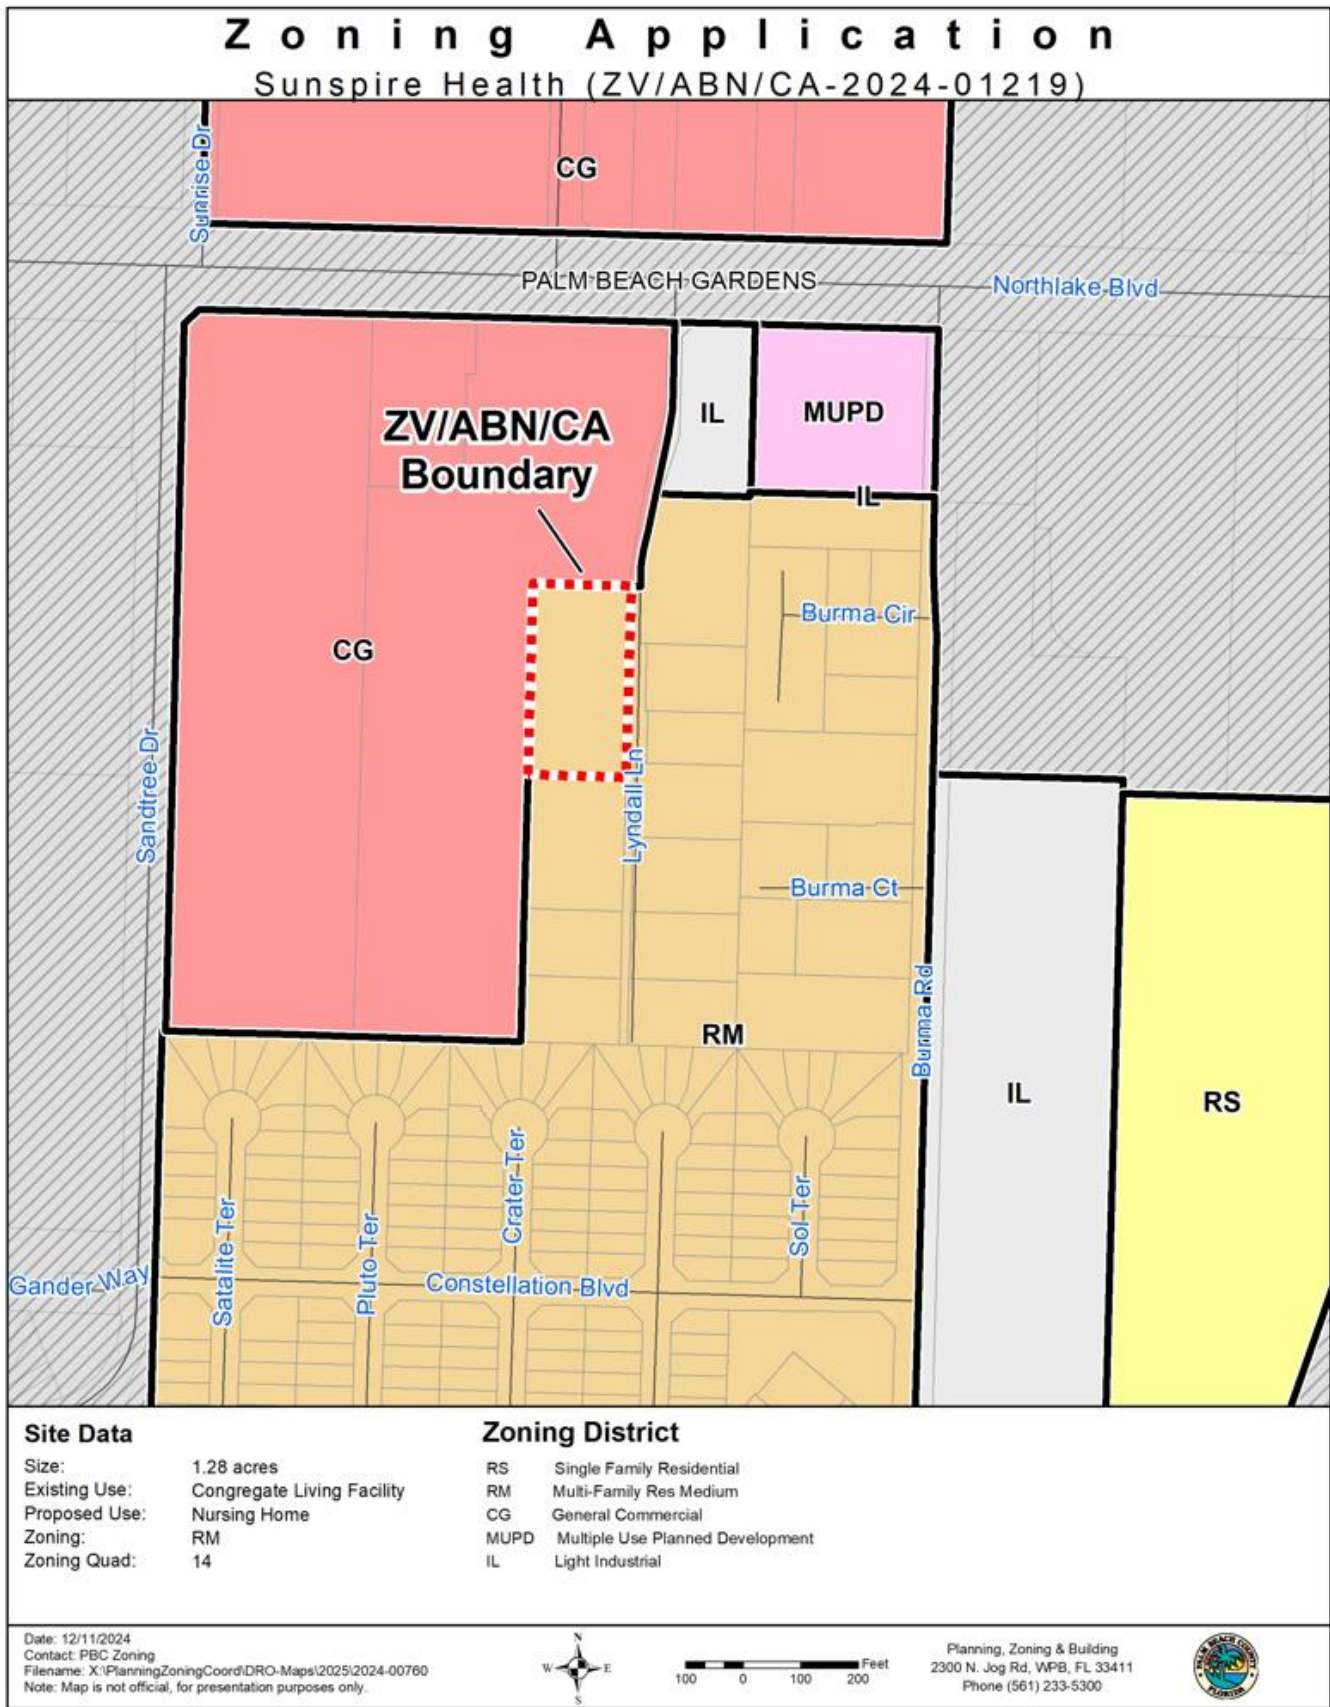 Zoning Application
Sunspire Health (ZV/ABN/CA-2024-01219)
Sunrise Dr
CG
PALM BEACH GARDENS
Northlake Blvd
ZV/ABN/CA
Boundary
IL
MUPD
IL
CG
Burma Cir
Sandtree Dr
Lyndall Ln
Burma Ct
Burma Rd
RM
IL
RS
Satalite Ter
Pluto Ter
Crater Ter
Sol Ter
Gander Way
Constellation Blvd
Site Data
Size: 1.28 acres
Existing Use: Congregate Living Facility
Proposed Use: Nursing Home
Zoning: RM
Zoning Quad: 14
Zoning District
RS Single Family Residential
RM Multi-Family Res Medium
CG General Commercial
MUPD Multiple Use Planned Development
IL Light Industrial
Date: 12/11/2024
Contact: PBC Zoning
Filename: X:\PlanningZoningCoord\DRO-Maps\2025\2024-00760
Note: Map is not official, for presentation purposes only.
N
W E
S
Feet
100 0 100 200
Planning, Zoning & Building
2300 N. Jog Rd, WPB, FL 33411
Phone (561) 233-5300
PALM BEACH COUNTY
FLORIDA